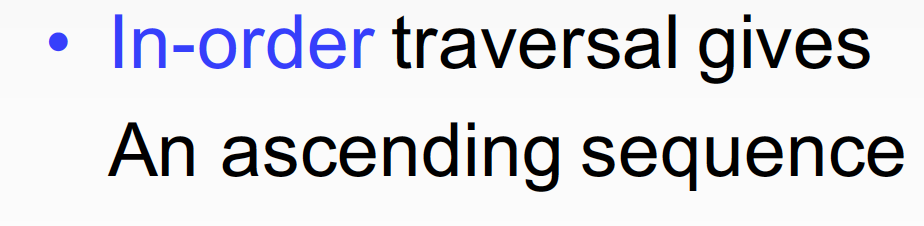 • In-order traversal gives
An ascending sequence